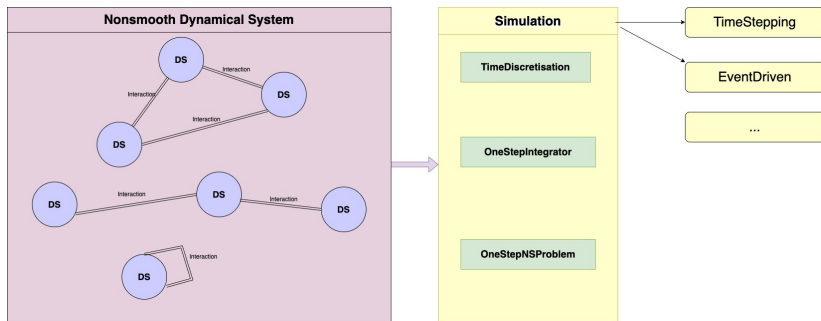 Nonsmooth Dynamical System
DS
Interaction
Interaction
DS
Interaction
DS
Interaction
DS
Interaction
DS
DS
Interaction
DS
Simulation
TimeDiscretisation
OneStepIntegrator
OneStepNSProblem
TimeStepping
EventDriven
...